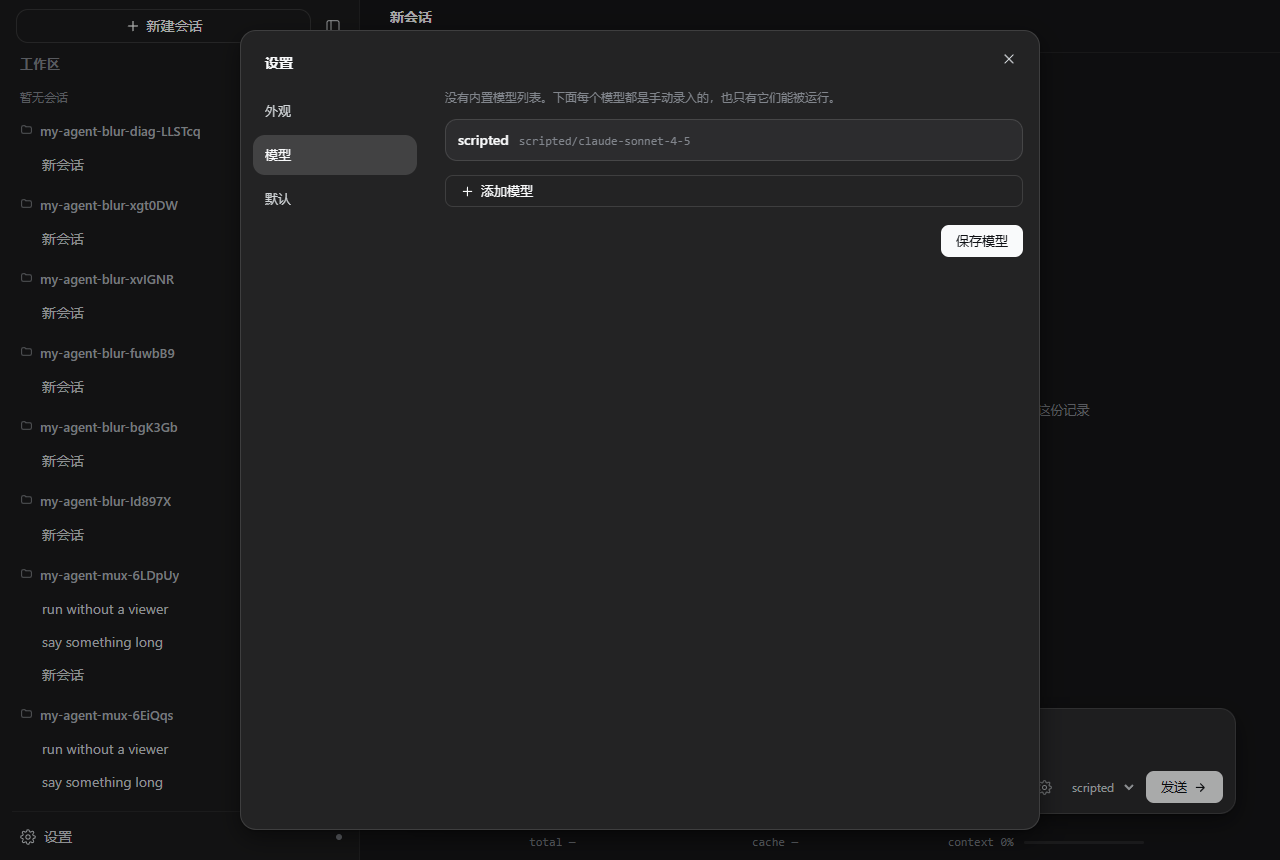 新建会话
工作区
暂无会话
my-agent-blur-diag-LLSTcq
新会话
my-agent-blur-xgt0DW
新会话
my-agent-blur-xvIGNR
新会话
my-agent-blur-fuwbB9
新会话
my-agent-blur-bgK3Gb
新会话
my-agent-blur-Id897X
新会话
my-agent-mux-6LDpUy
run without a viewer
say something long
新会话
my-agent-mux-6EiQqs
run without a viewer
say something long
设置
新会话
设置
外观
模型
默认
没有内置模型列表。下面每个模型都是手动录入的，也只有它们能被运行。
scripted scripted/claude-sonnet-4-5
添加模型
保存模型
这份记录
scripted
发送
total —
cache —
context 0%